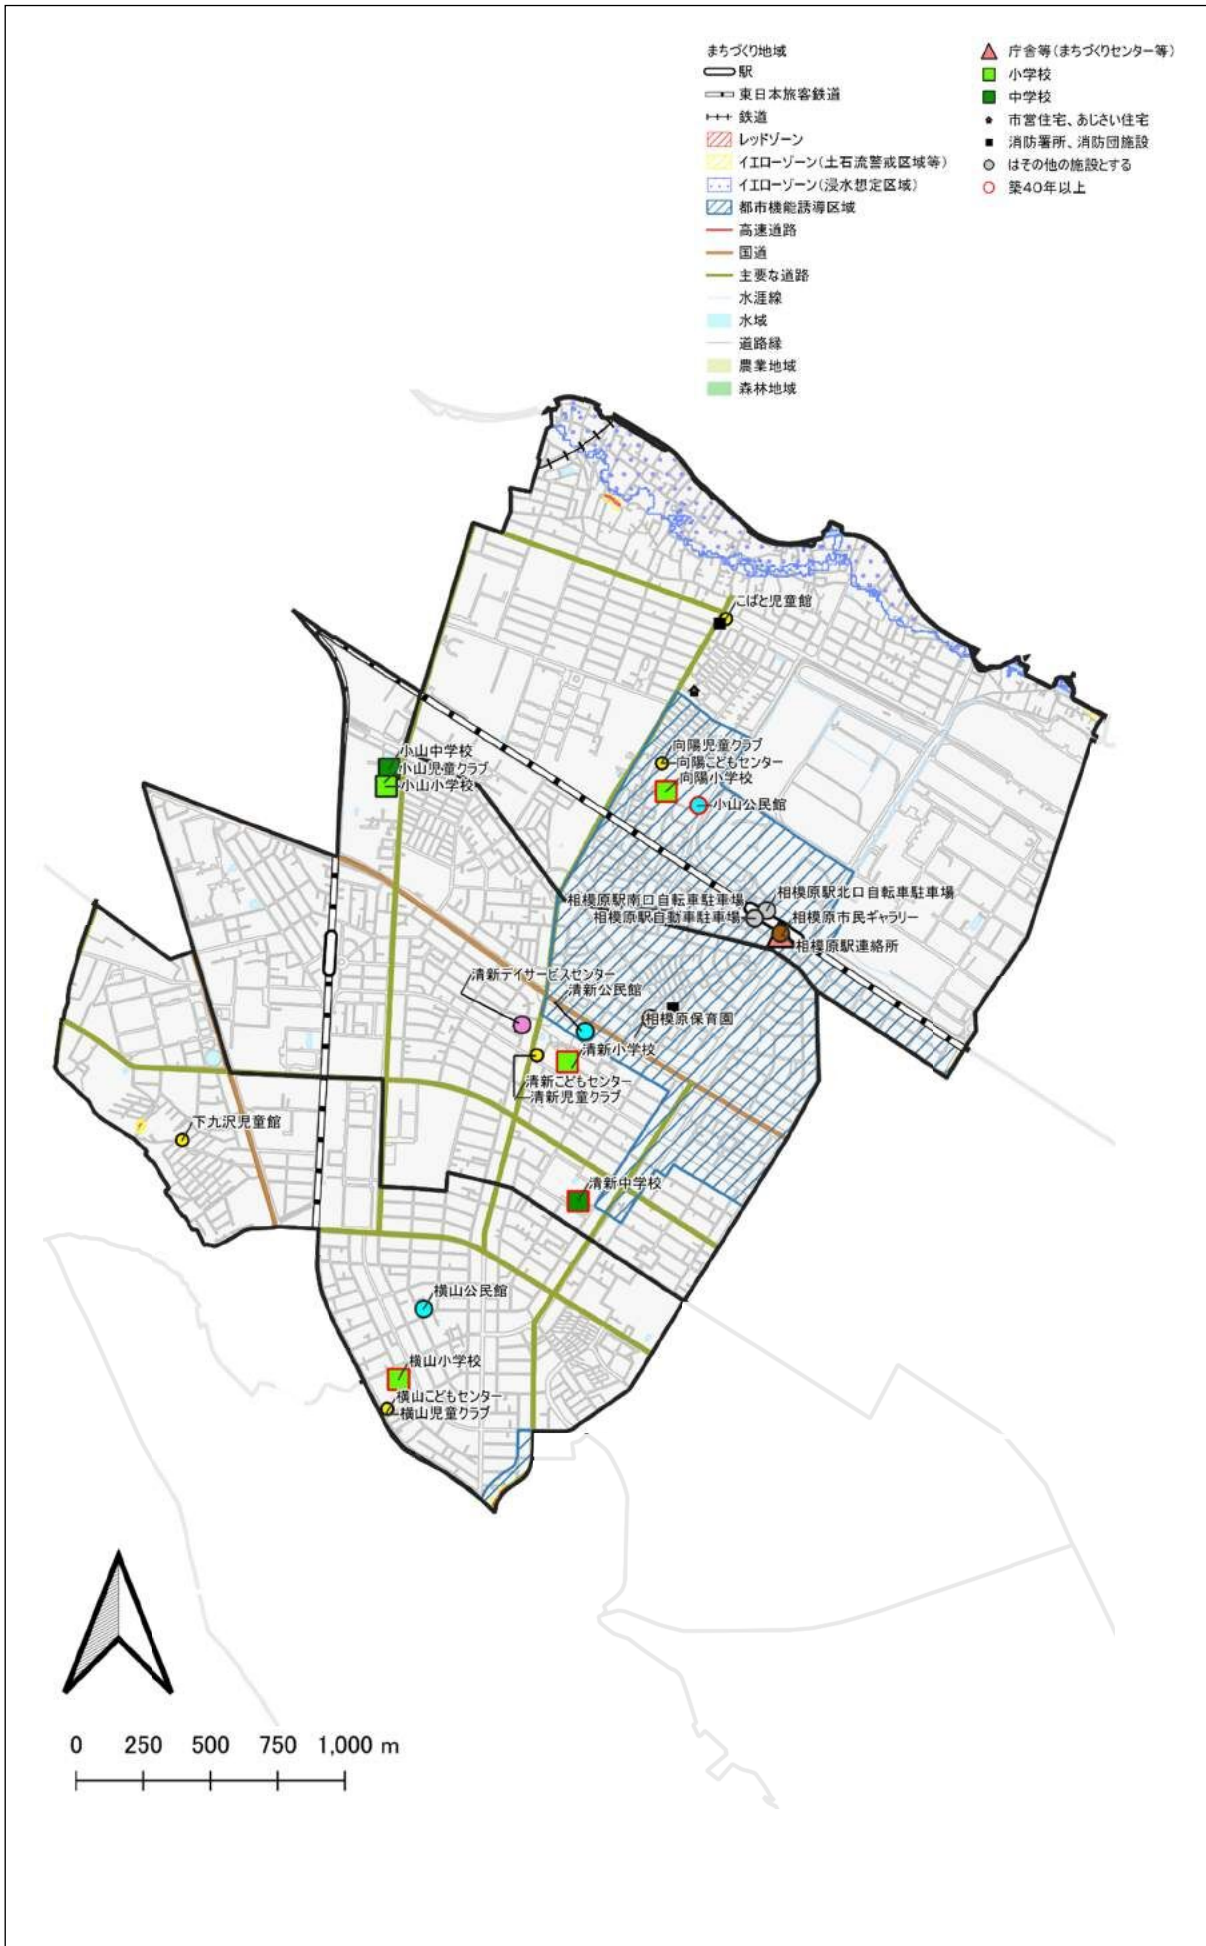 まちづくり地域
駅
東日本旅客鉄道
鉄道
レッドゾーン
イエローゾーン(土石流警戒区域等)
イエローゾーン(浸水想定区域)
都市機能誘導区域
高速道路
国道
主要な道路
水涯線
水域
道路縁
農業地域
森林地域
庁舎等(まちづくりセンター等)
小学校
中学校
市営住宅、あじさい住宅
消防署所、消防団施設
はその他の施設とする
築40年以上
こばと児童館
小山中学校
小山児童クラブ
小山小学校
向陽児童クラブ
向陽こどもセンター
向陽小学校
小山公民館
相模原駅南口自転車駐車場
相模原駅北口自転車駐車場
相模原駅自動車駐車場
相模原市民ギャラリー
相模原駅連絡所
清新デイサービスセンター
清新公民館
相模原保育園
清新小学校
清新こどもセンター
清新児童クラブ
下九沢児童館
清新中学校
横山公民館
横山小学校
横山こどもセンター
横山児童クラブ
0 250 500 750 1,000 m